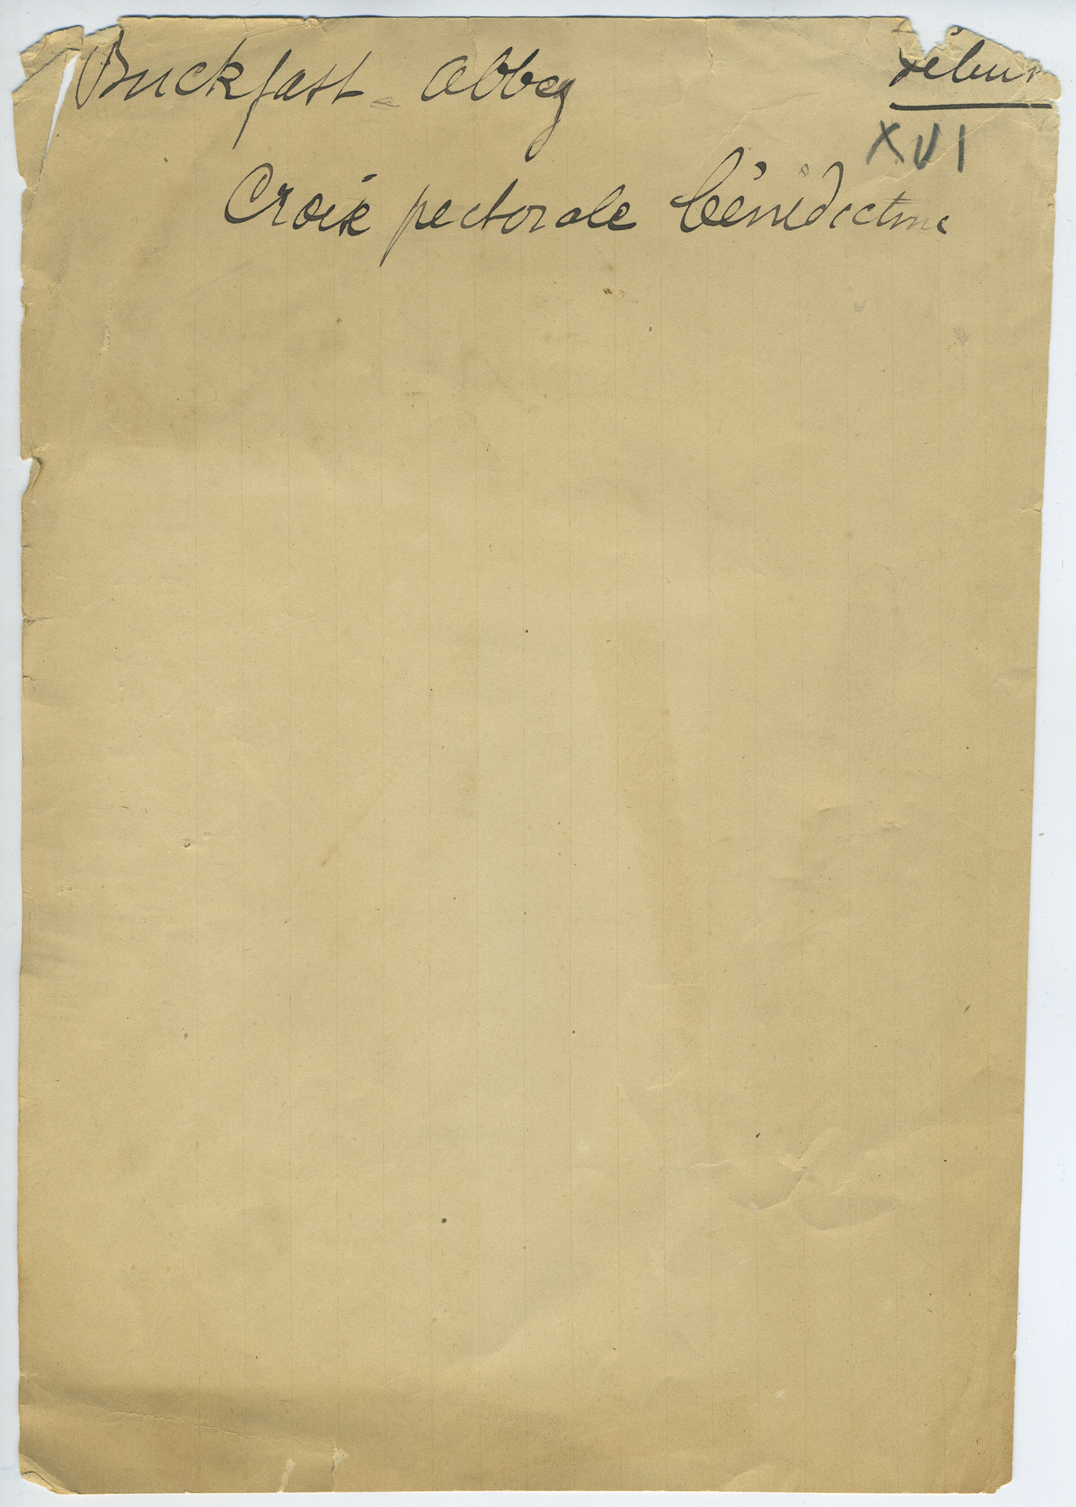 Buckfast - Abbey
XVI
Croix pectorale bénédictine